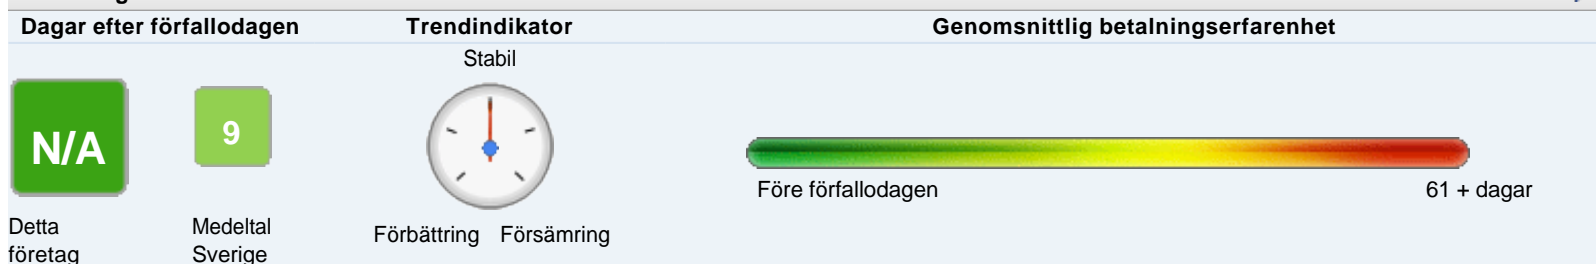 Dagar efter förfallodagen
Trendindikator
Genomsnittlig betalningserfarenhet
Stabil
N/A
9
Före förfallodagen
61 + dagar
Detta
företag
Medeltal
Sverige
Förbättring
Försämring